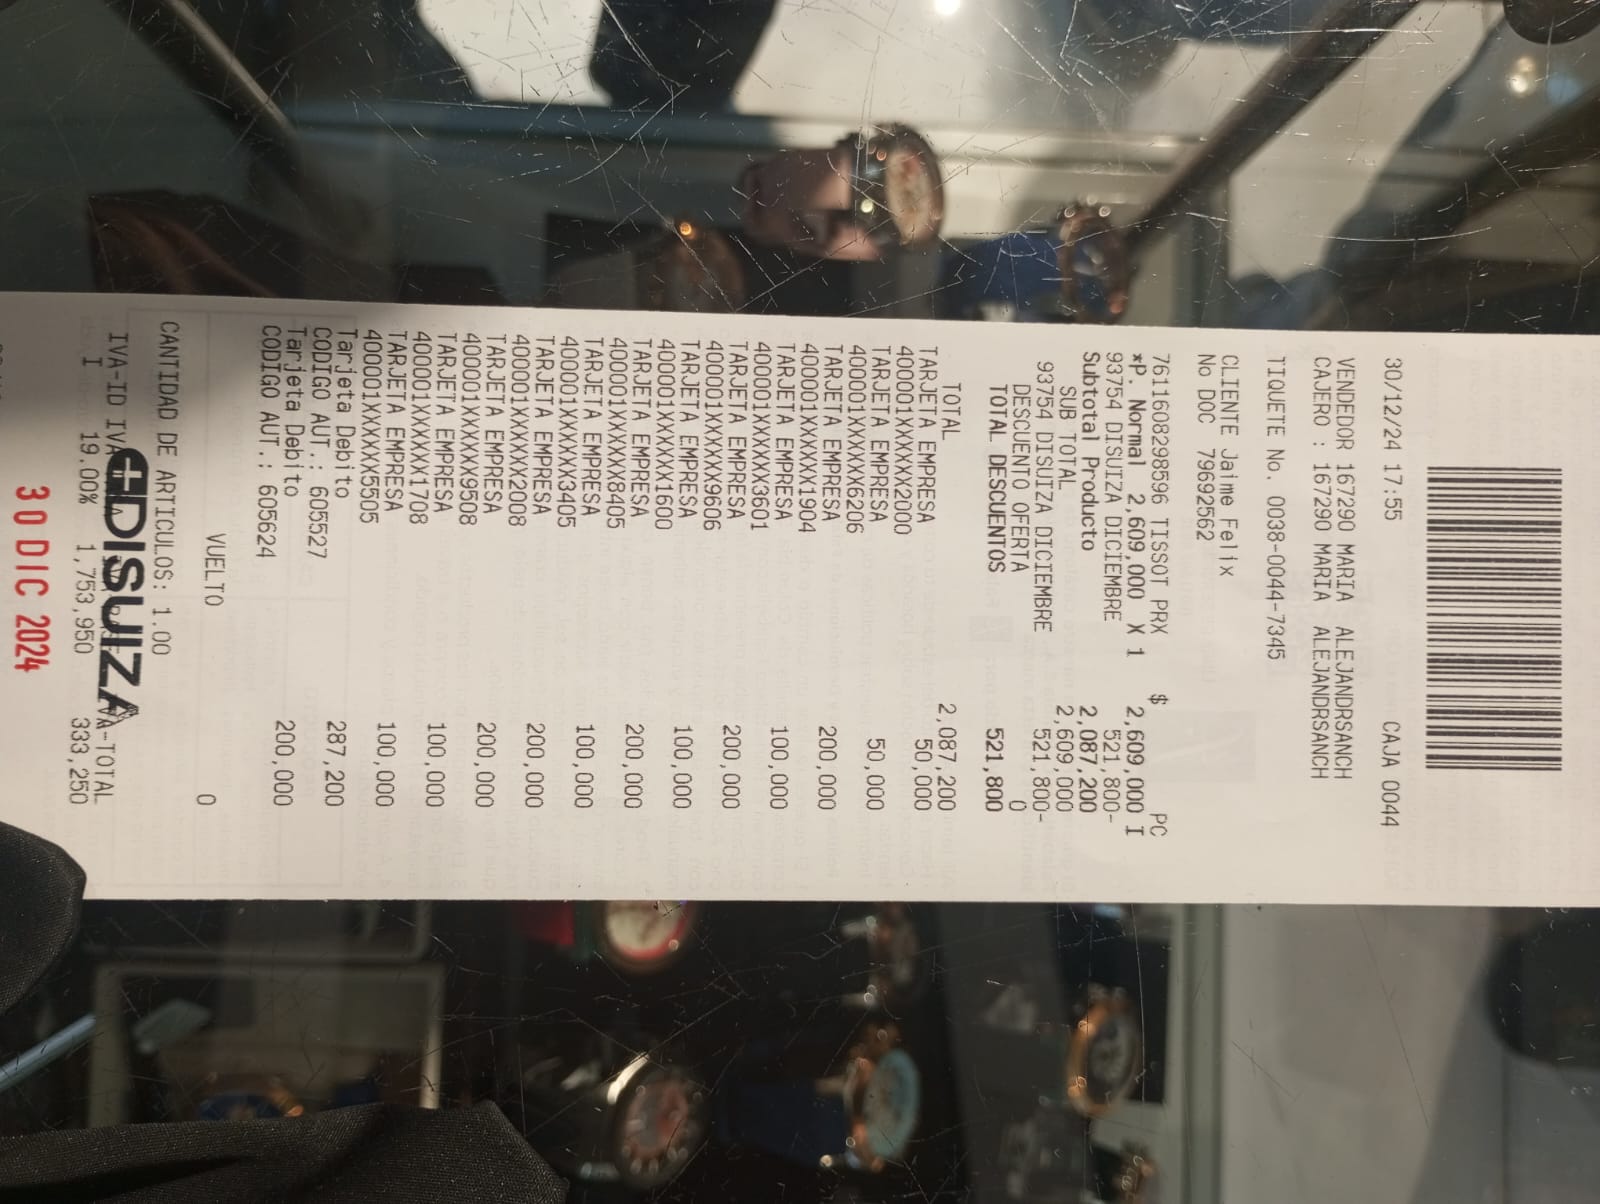 30/12/24 17:55 CAJA 0044
VENDEDOR 167290 MARIA ALEJANDRSANCH
CAJERO : 167290 MARIA ALEJANDRSANCH
TIQUETE No. 0038-0044-7345
CLIENTE Jaime Felix
No DOC 79692562
7611608298596 TISSOT PRX $ PC
*P. Normal 2,609,000 X 1 2,609,000 I
93754 DISUIZA DICIEMBRE 521,800-
Subtotal Producto 2,087,200
SUB TOTAL 2,609,000
93754 DISUIZA DICIEMBRE 521,800-
DESCUENTO OFERTA 0
TOTAL DESCUENTOS 521,800
TOTAL 2,087,200
TARJETA EMPRESA 50,000
400001XXXXXX2000
TARJETA EMPRESA 50,000
400001XXXXXX6206
TARJETA EMPRESA 200,000
400001XXXXXX1904
TARJETA EMPRESA 100,000
400001XXXXXX3601
TARJETA EMPRESA 200,000
400001XXXXXX9606
TARJETA EMPRESA 100,000
400001XXXXXX1600
TARJETA EMPRESA 200,000
400001XXXXXX8405
TARJETA EMPRESA 100,000
400001XXXXXX3405
TARJETA EMPRESA 200,000
400001XXXXXX2008
TARJETA EMPRESA 200,000
400001XXXXXX9508
TARJETA EMPRESA 100,000
400001XXXXXX1708
TARJETA EMPRESA 100,000
400001XXXXXX5505
Tarjeta Debito 287,200
CODIGO AUT.: 605527
Tarjeta Debito 200,000
CODIGO AUT.: 605624
VUELTO 0
CANTIDAD DE ARTICULOS: 1.00
DISUIZA
IVA-ID IVA VA-TOTAL
I 19.00% 1,753,950 333,250
30 DIC 2024